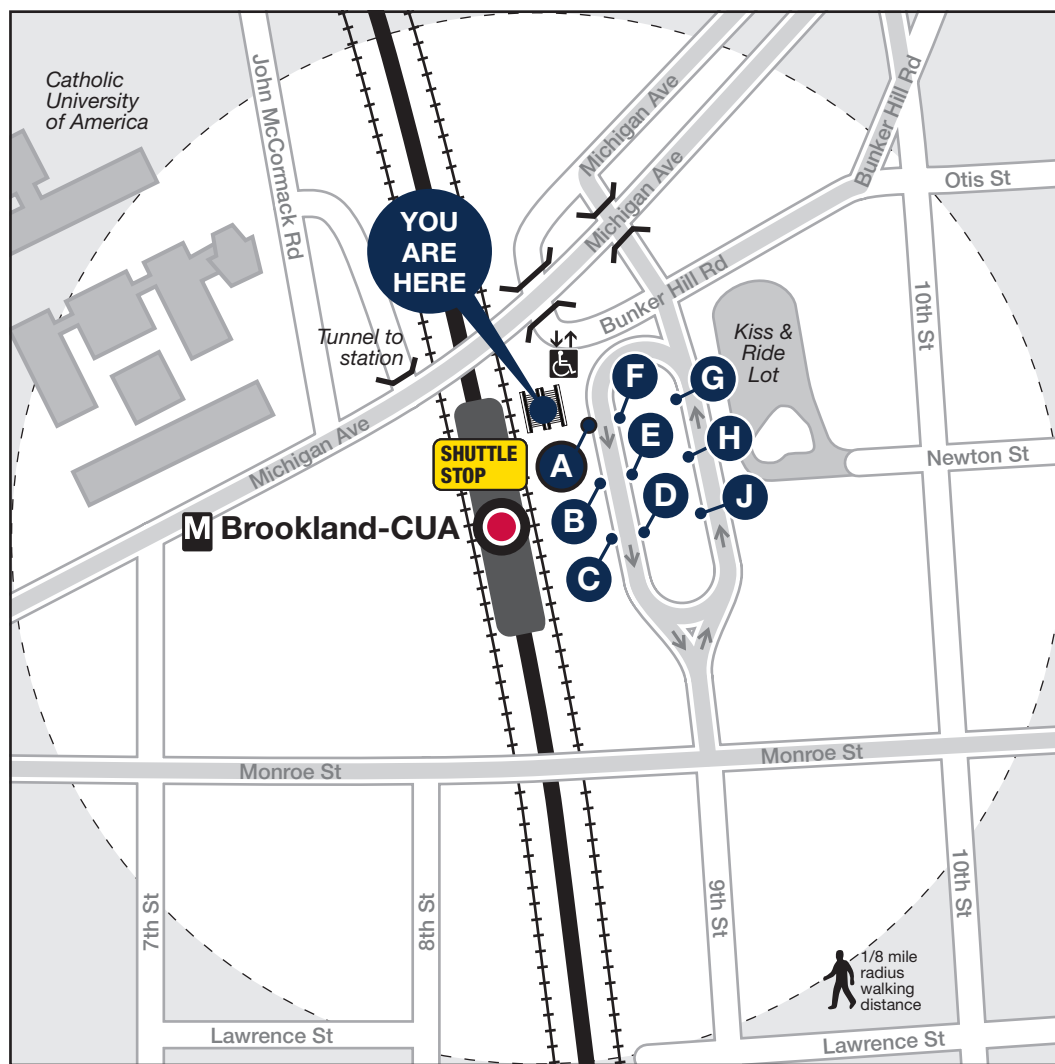 Catholic
University
of America
John McCormack Rd
Michigan Ave
Michigan Ave
Bunker Hill Rd
Otis St
YOU
ARE
HERE
Bunker Hill Rd
10th St
Tunnel to
station
Kiss &
Ride
Lot
F
G
E
H
A
SHUTTLE
STOP
D
J
B
C
Michigan Ave
Newton St
M Brookland-CUA
Monroe St
Monroe St
7th St
8th St
9th St
10th St
1/8 mile
radius
walking
distance
Lawrence St
Lawrence St